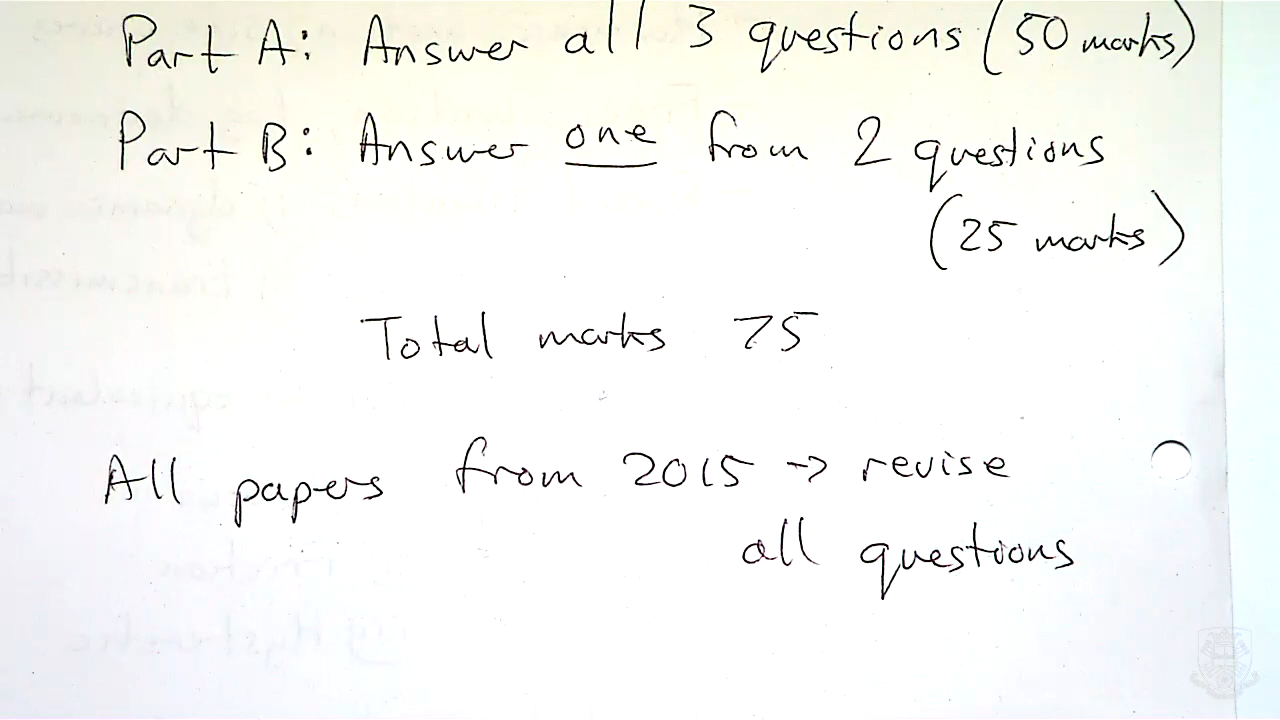 Part A: Answer all 3 questions (50 marks)
Part B: Answer one from 2 questions
(25 marks)
Total marks 75
All papers from 2015 → revise
all questions